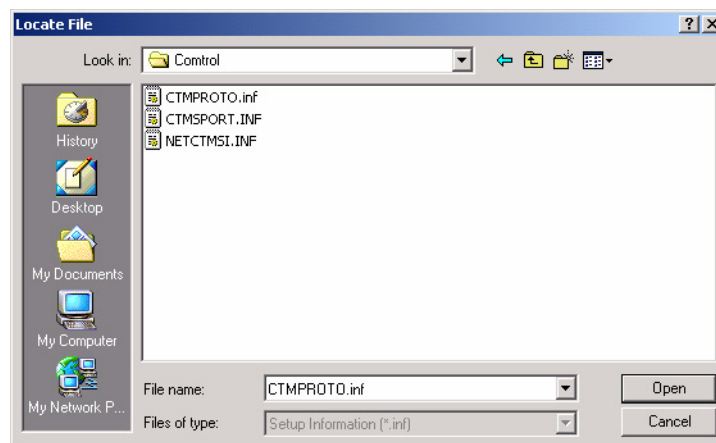 Locate File
Look in: Comtrol
CTMPROTO.inf
CTMSPORT.INF
NETCTMSI.INF
History
Desktop
My Documents
My Computer
My Network P...
File name: CTMPROTO.inf Open
Files of type: Setup Information (*.inf) Cancel